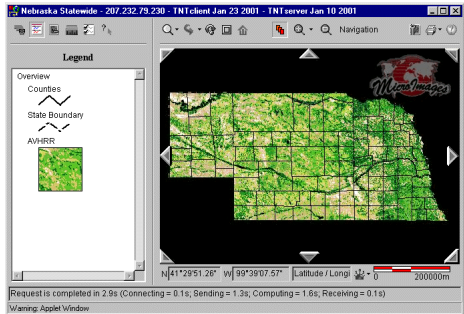 Nebraska Statewide - 207.232.79.230 - TNTclient Jan 23 2001 - TNTserver Jan 10 2001
Navigation
Legend
Overview
Counties
State Boundary
AVHRR
MicroImages
N 41°29'51.26" W 99°39'07.57" Latitude / Longi 0 200000m
Request is completed in 2.9s (Connecting = 0.1s; Sending = 1.3s; Computing = 1.6s; Receiving = 0.1s)
Warning: Applet Window